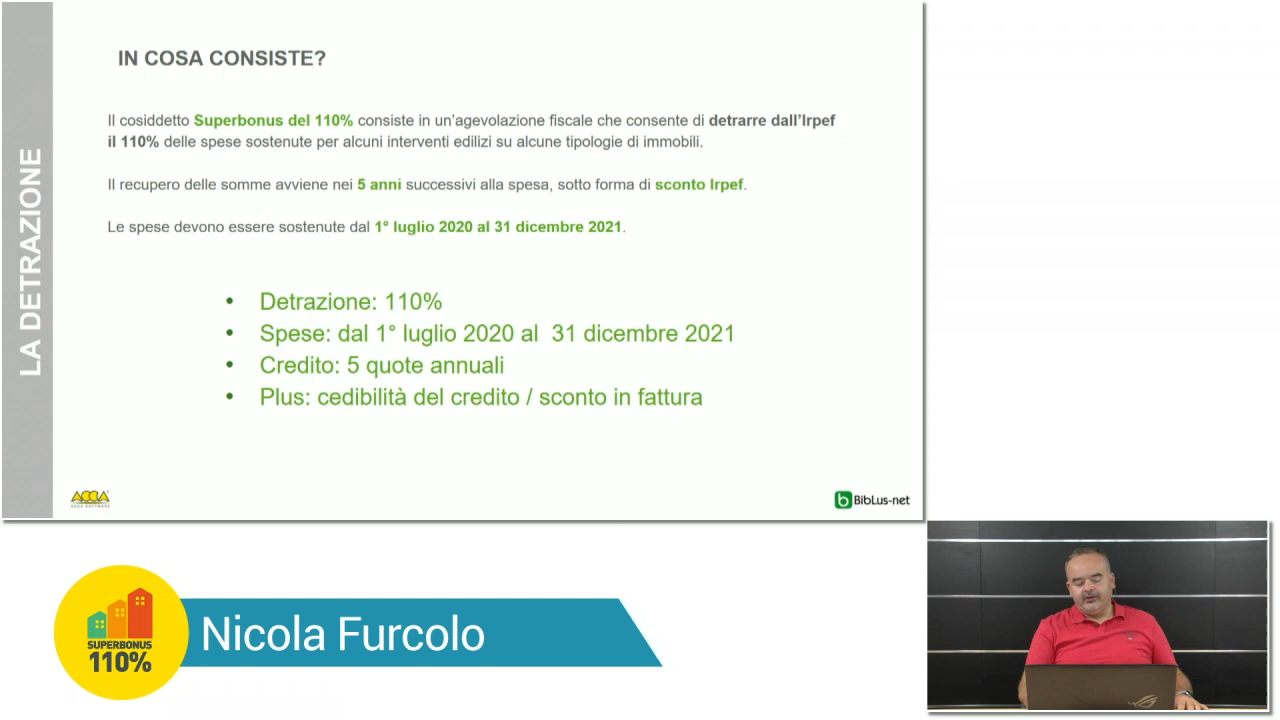 LA DETRAZIONE
IN COSA CONSISTE?
Il cosiddetto Superbonus del 110% consiste in un'agevolazione fiscale che consente di detrarre dall'Irpef
il 110% delle spese sostenute per alcuni interventi edilizi su alcune tipologie di immobili.
Il recupero delle somme avviene nei 5 anni successivi alla spesa, sotto forma di sconto Irpef.
Le spese devono essere sostenute dal 1° luglio 2020 al 31 dicembre 2021.
• Detrazione: 110%
• Spese: dal 1° luglio 2020 al 31 dicembre 2021
• Credito: 5 quote annuali
• Plus: cedibilità del credito / sconto in fattura
ACCA
ACCA SOFTWARE
b BibLus-net
SUPERBONUS
110%
Nicola Furcolo